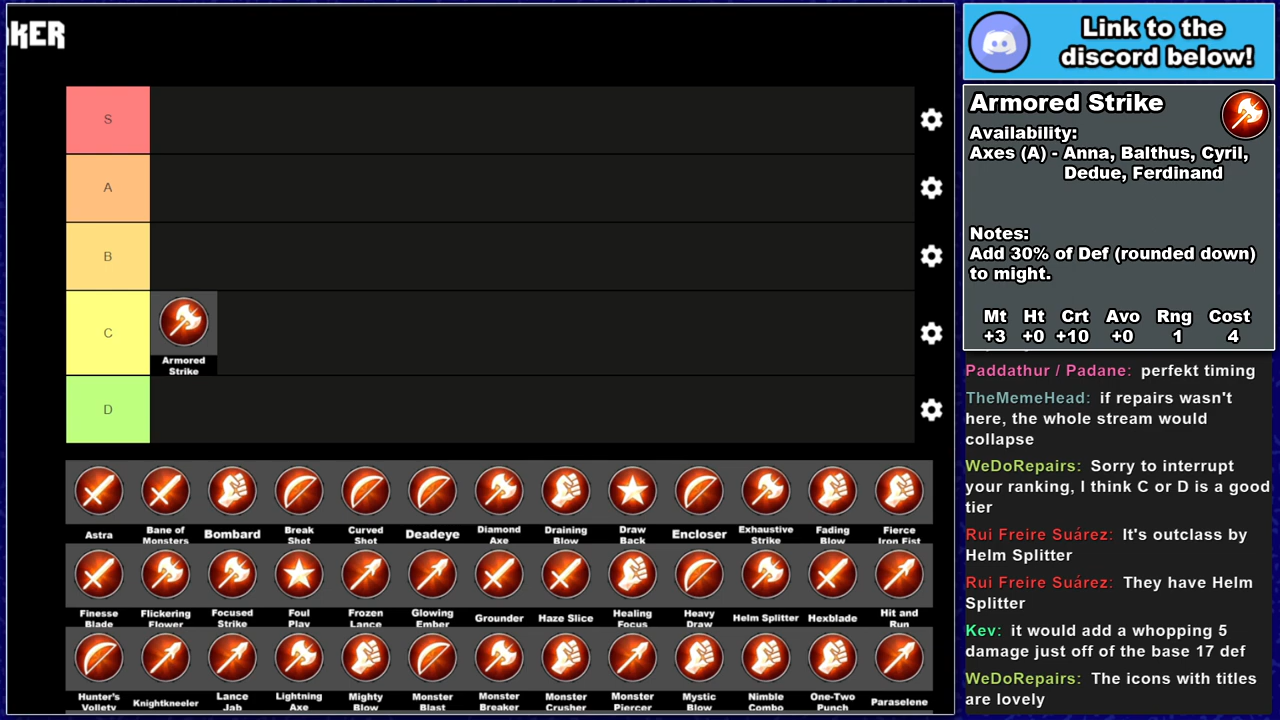 KER
S
A
B
C
D
Armored
Strike
Astra
Bane of
Monsters
Bombard
Break
Shot
Curved
Shot
Deadeye
Diamond
Axe
Draining
Blow
Draw
Back
Encloser
Exhaustive
Strike
Fading
Blow
Fierce
Iron Fist
Finesse
Blade
Flickering
Flower
Focused
Strike
Foul
Play
Frozen
Lance
Glowing
Ember
Grounder
Haze Slice
Healing
Focus
Heavy
Draw
Helm Splitter
Hexblade
Hit and
Run
Hunter's
Volley
Knightkneeler
Lance
Jab
Lightning
Axe
Mighty
Blow
Monster
Blast
Monster
Breaker
Monster
Crusher
Monster
Piercer
Mystic
Blow
Nimble
Combo
One-Two
Punch
Paraselene
Link to the
discord below!
Armored Strike
Availability:
Axes (A) - Anna, Balthus, Cyril,
Dedue, Ferdinand
Notes:
Add 30% of Def (rounded down)
to might.
Mt Ht Crt Avo Rng Cost
+3 +0 +10 +0 1 4
Paddathur / Padane: perfekt timing
TheMemeHead: if repairs wasn't
here, the whole stream would
collapse
WeDoRepairs: Sorry to interrupt
your ranking, I think C or D is a good
tier
Rui Freire Suárez: It's outclass by
Helm Splitter
Rui Freire Suárez: They have Helm
Splitter
Kev: it would add a whopping 5
damage just off of the base 17 def
WeDoRepairs: The icons with titles
are lovely